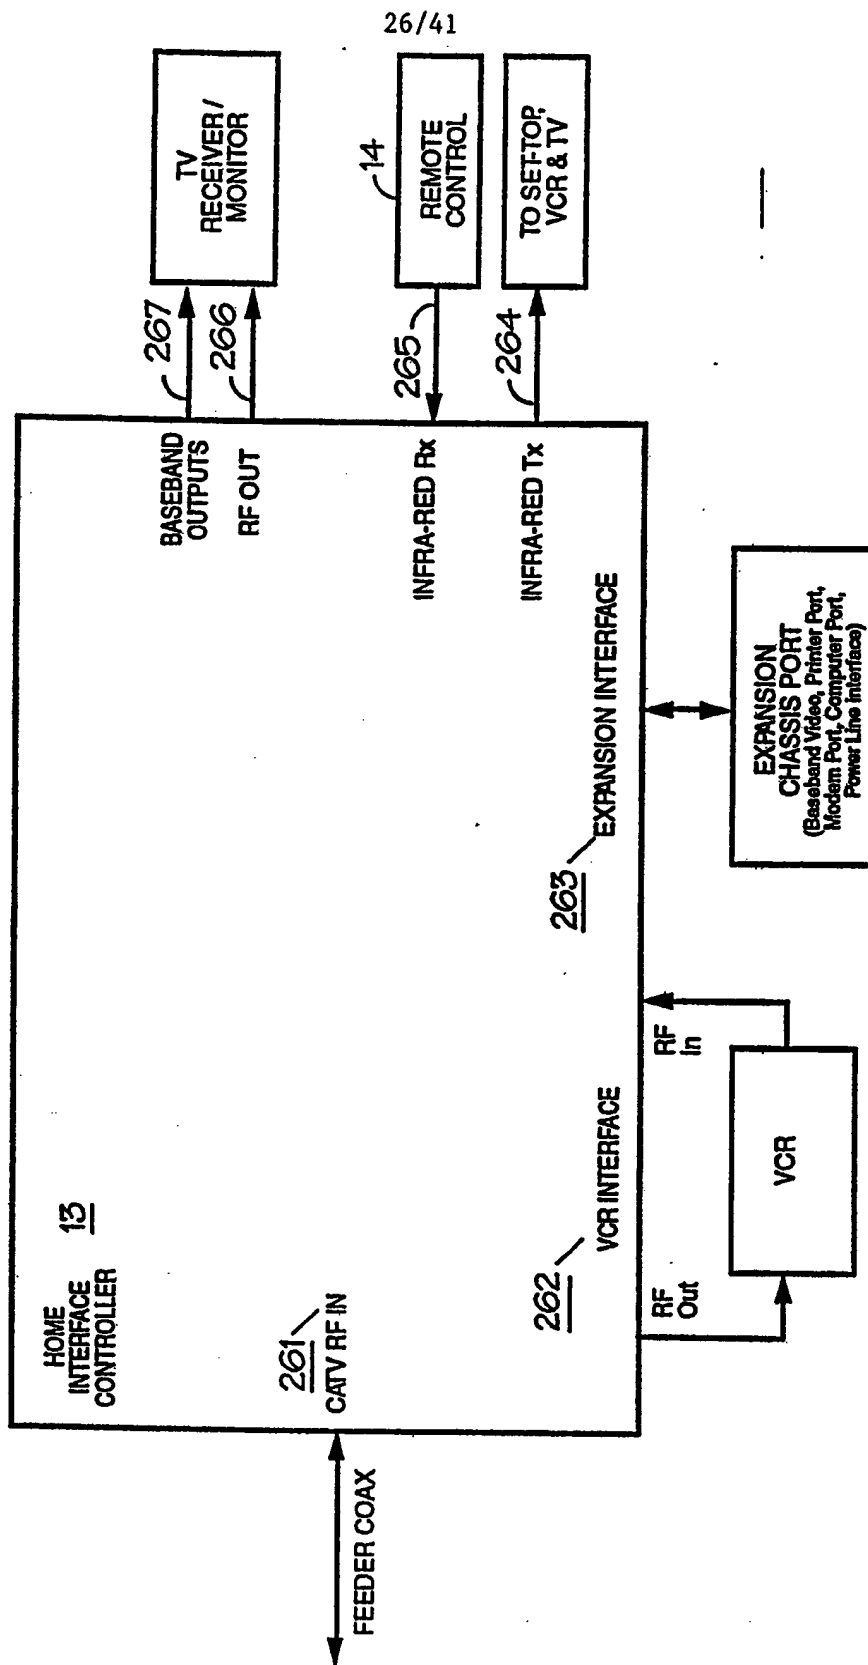 26/41
HOME
INTERFACE
CONTROLLER
13
261
CATV RF IN
FEEDER COAX
262
VCR INTERFACE
RF
Out
VCR
RF
In
263
EXPANSION INTERFACE
EXPANSION
CHASSIS PORT
(Baseband Video, Printer Port,
Modem Port, Computer Port,
Power Line Interface)
BASEBAND
OUTPUTS
RF OUT
INFRA-RED Rx
INFRA-RED Tx
267
266
265
264
TV
RECEIVER/
MONITOR
14
REMOTE
CONTROL
TO SET-TOP,
VCR & TV